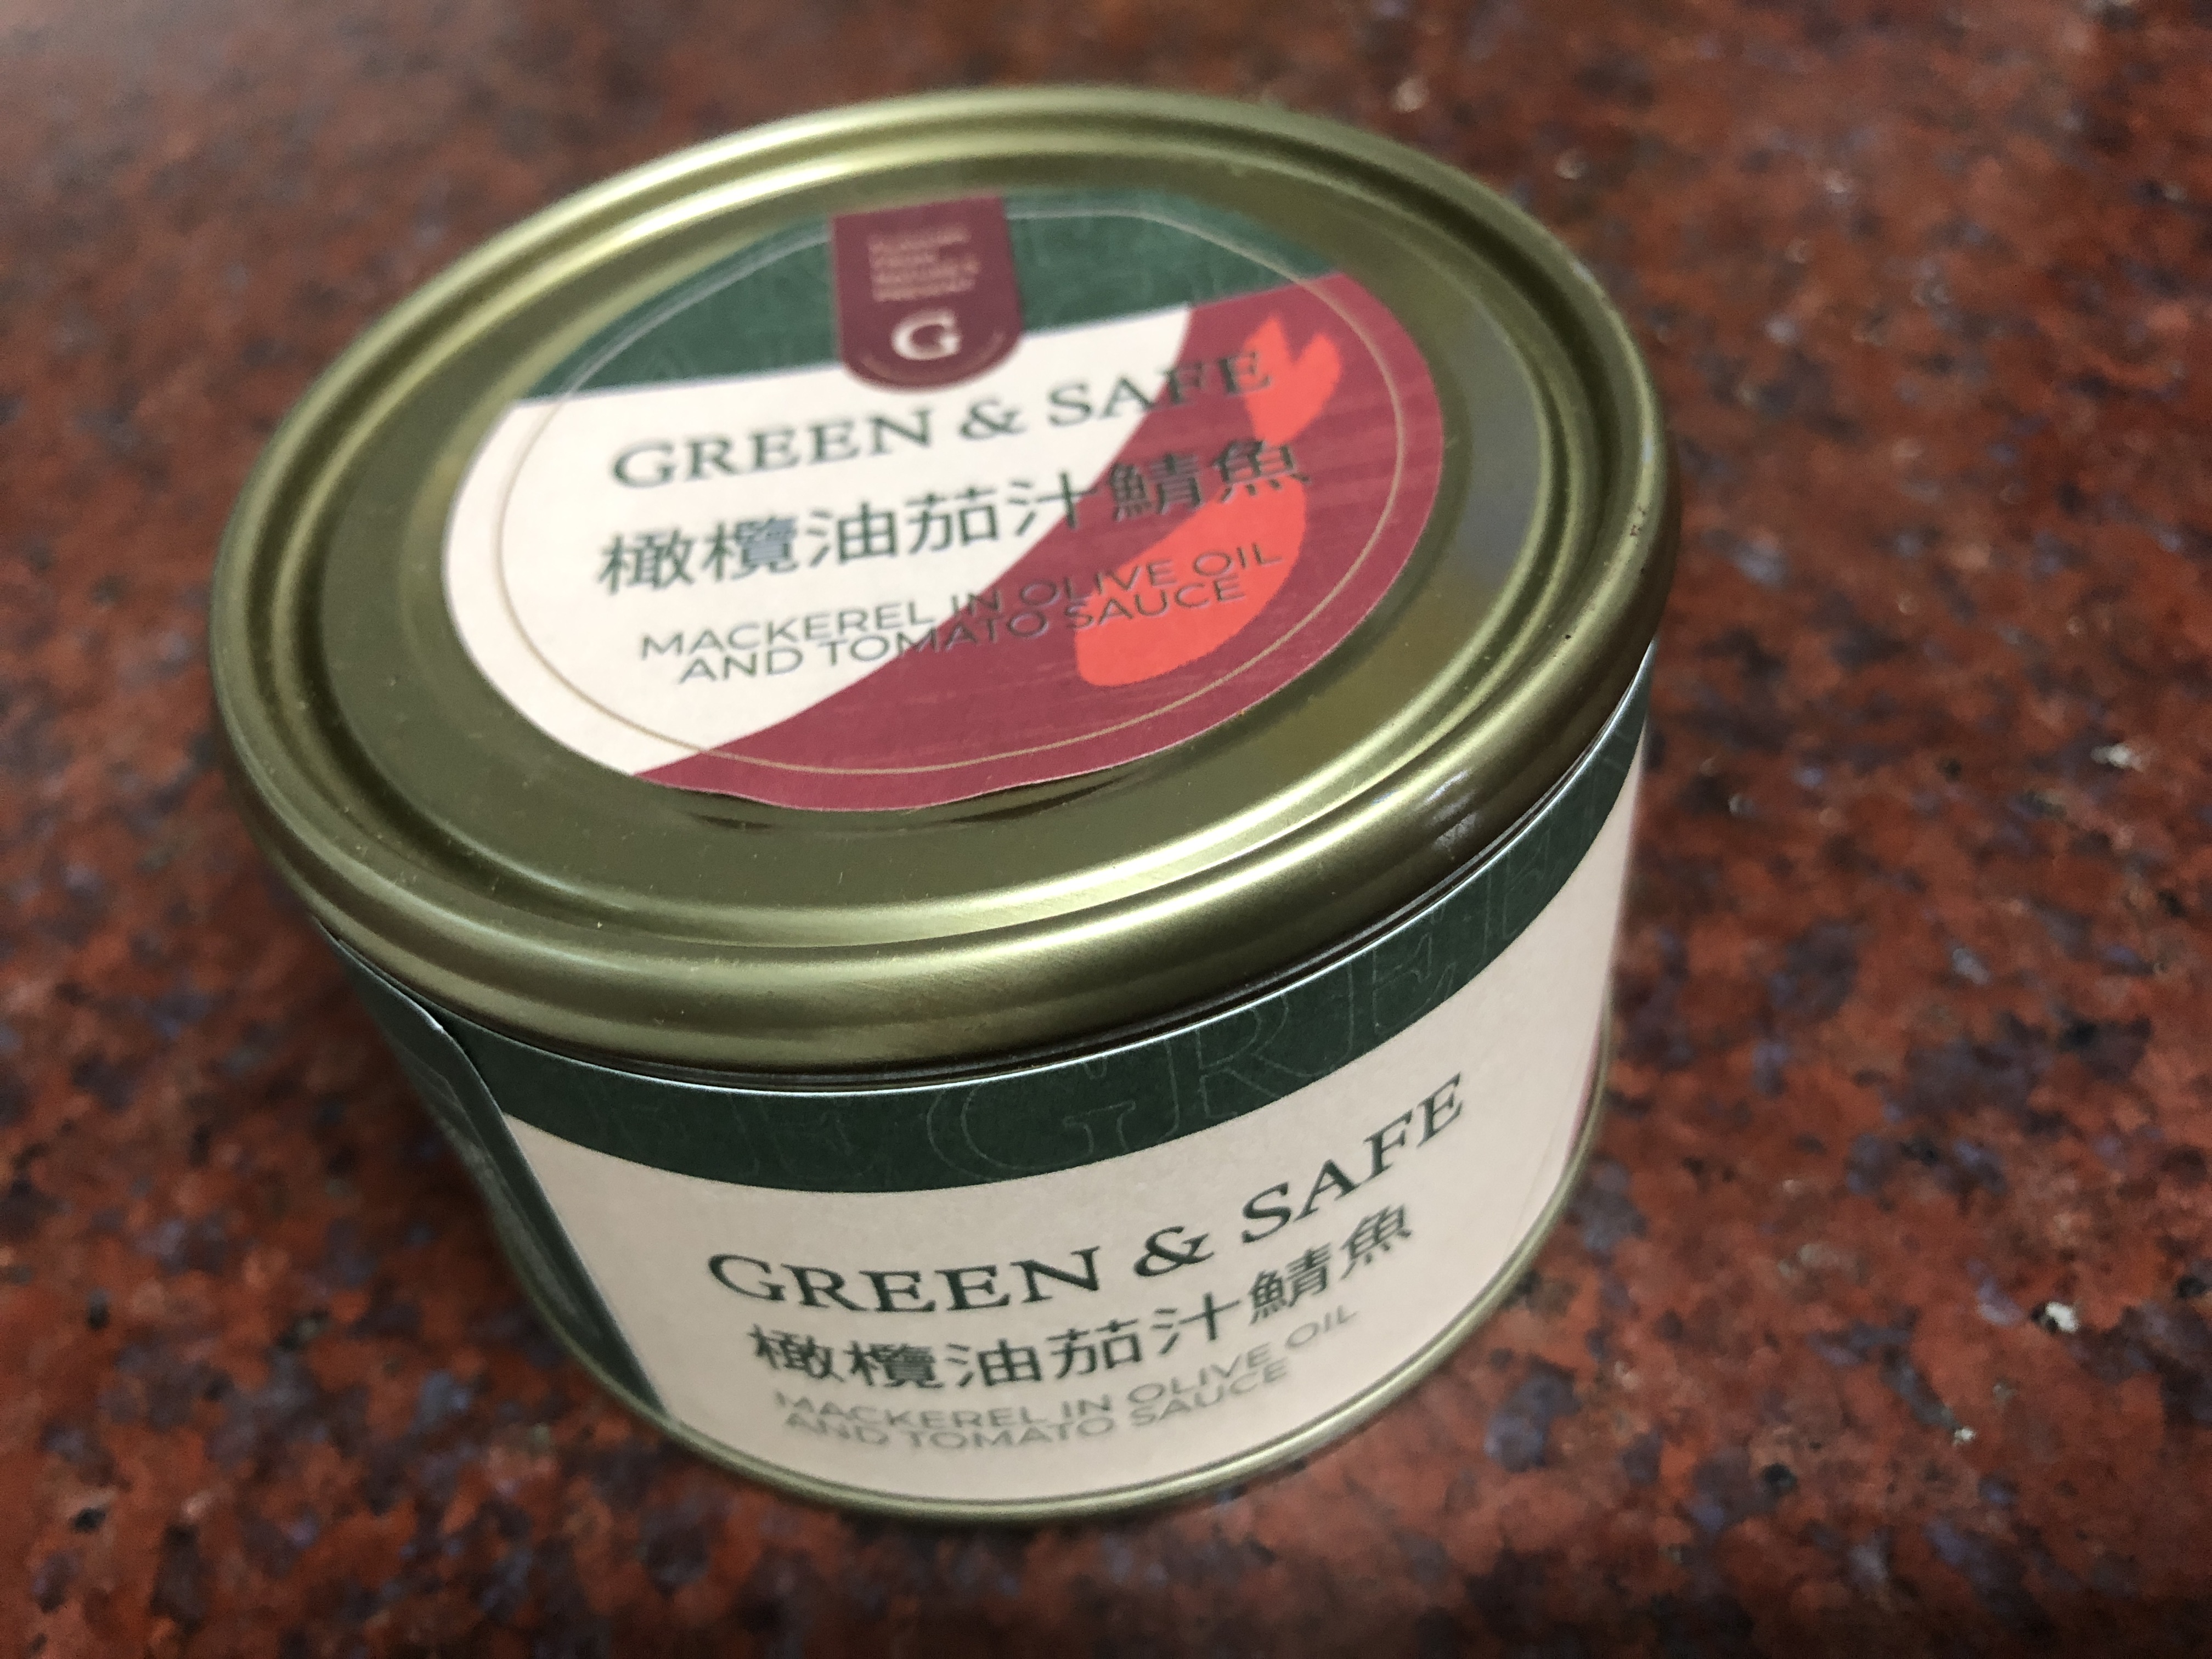 G
GREEN & SAFE
橄欖油茄汁鯖魚
MACKEREL IN OLIVE OIL
AND TOMATO SAUCE
GRE
GREEN & SAFE
橄欖油茄汁鯖魚
MACKEREL IN OLIVE OIL
AND TOMATO SAUCE